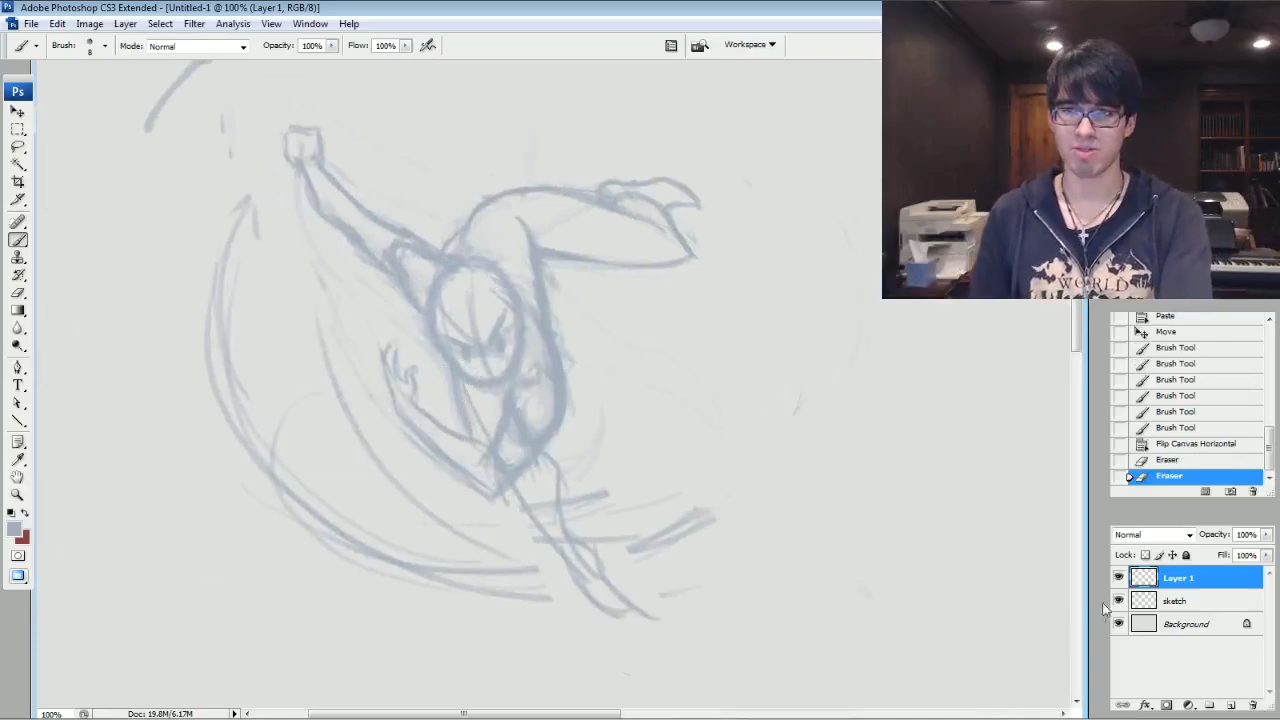 Adobe Photoshop CS3 Extended - [Untitled-1 @ 100% (Layer 1, RGB/8)]
File Edit Image Layer Select Filter Analysis View Window Help
Brush: 8 Mode: Normal Opacity: 100% Flow: 100% Workspace
Ps
WORLD
Paste
Move
Brush Tool
Brush Tool
Brush Tool
Brush Tool
Brush Tool
Brush Tool
Flip Canvas Horizontal
Eraser
Eraser
Normal Opacity: 100%
Lock: Fill: 100%
Layer 1
sketch
Background
100% Doc: 19.8M/6.17M